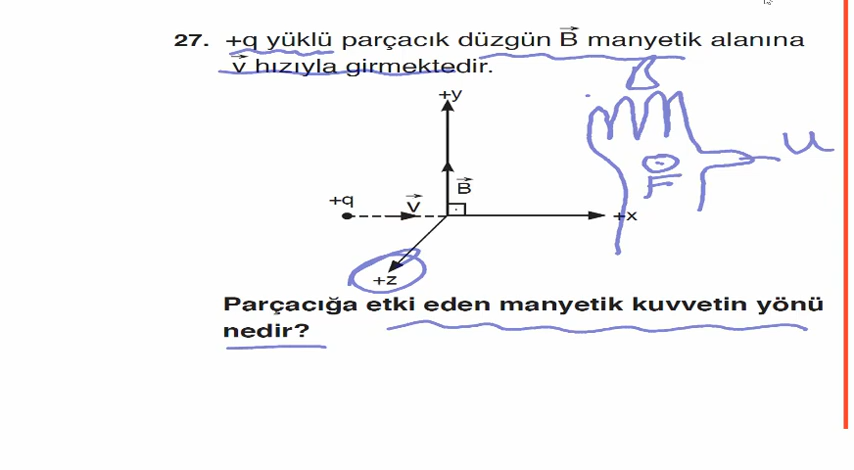 27. +q yüklü parçacık düzgün B⃗ manyetik alanına
v⃗ hızıyla girmektedir.
+y
B
u
B⃗
+q
v⃗
F
+x
+z
Parçacığa etki eden manyetik kuvvetin yönü
nedir?